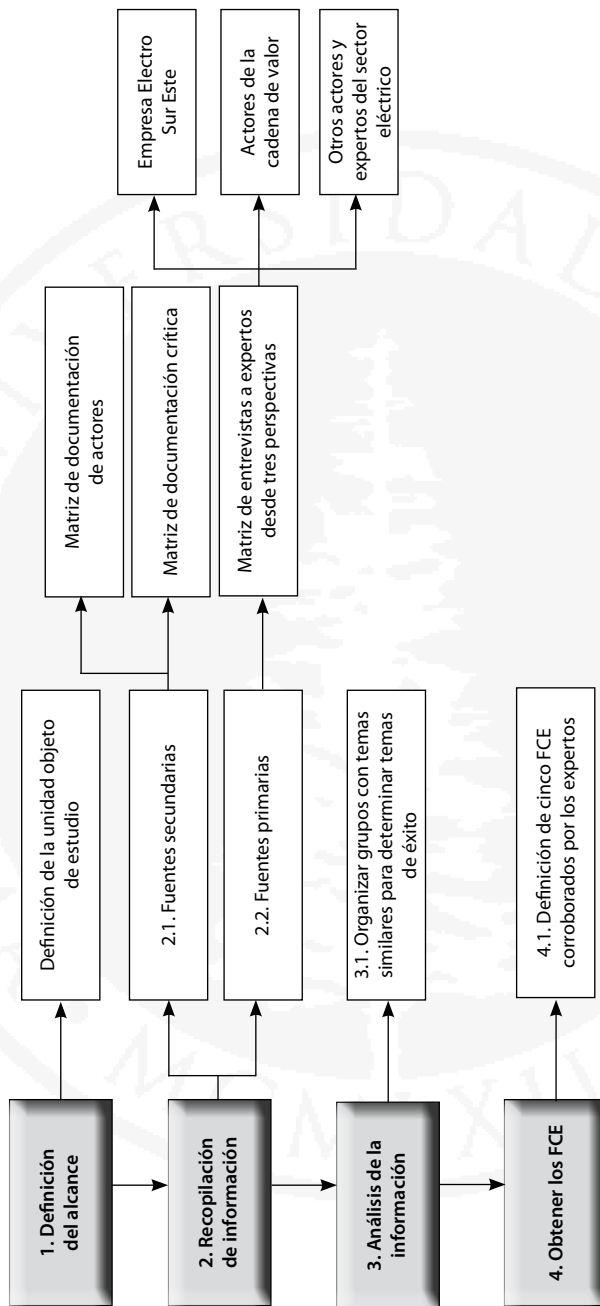 1. Definición
del alcance
Definición de la unidad objeto
de estudio
2. Recopilación
de información
2.1. Fuentes secundarias
Matriz de documentación
de actores
Matriz de documentación crítica
2.2. Fuentes primarias
Matriz de entrevistas a expertos
desde tres perspectivas
Empresa Electro
Sur Este
Actores de la
cadena de valor
Otros actores y
expertos del sector
eléctrico
3. Análisis de la
información
3.1. Organizar grupos con temas
similares para determinar temas
de éxito
4. Obtener los FCE
4.1. Definición de cinco FCE
corroborados por los expertos